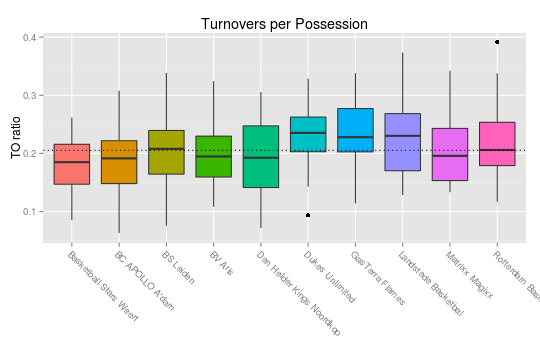 Turnovers per Possession
TO ratio
0.4
0.3
0.2
0.1
Basketball Stars Weert
BC APOLLO A'dam
BS Leiden
BV Aris
Den Helder Kings Noordkop
Dukes Unlimited
GasTerra Flames
Landstede Basketbal
Matrixx Magixx
Rotterdam Bas